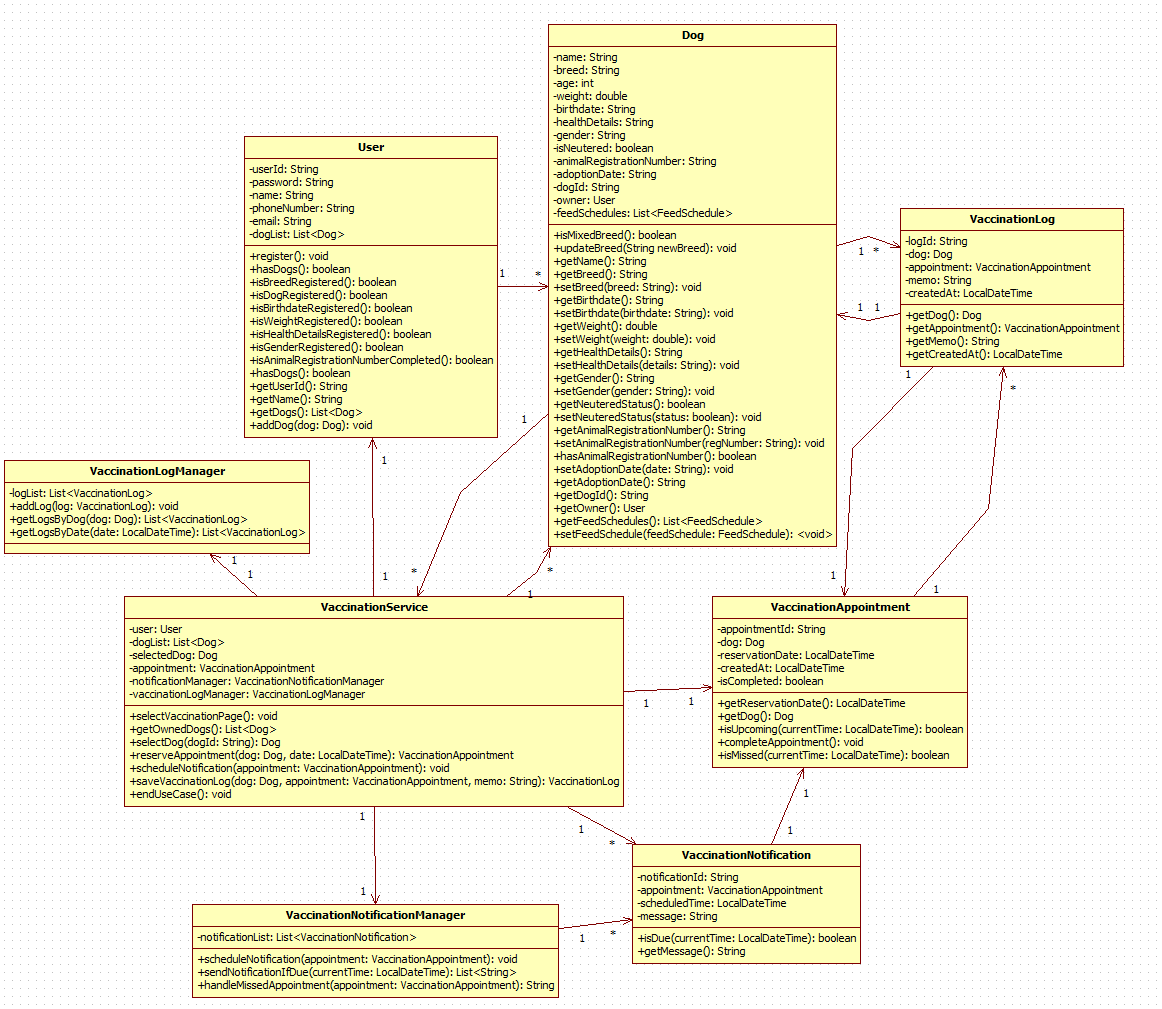 Dog
-name: String
-breed: String
-age: int
-weight: double
-birthdate: String
-healthDetails: String
-gender: String
-isNeutered: boolean
-animalRegistrationNumber: String
-adoptionDate: String
-dogId: String
-owner: User
-feedSchedules: List<FeedSchedule>
+isMixedBreed(): boolean
+updateBreed(String newBreed): void
+getName(): String
+getBreed(): String
+setBreed(breed: String): void
+getBirthdate(): String
+setBirthdate(birthdate: String): void
+getWeight(): double
+setWeight(weight: double): void
+getHealthDetails(): String
+setHealthDetails(details: String): void
+getGender(): String
+setGender(gender: String): void
+getNeuteredStatus(): boolean
+setNeuteredStatus(status: boolean): void
+getAnimalRegistrationNumber(): String
+setAnimalRegistrationNumber(regNumber: String): void
+hasAnimalRegistrationNumber(): boolean
+setAdoptionDate(date: String): void
+getAdoptionDate(): String
+getDogId(): String
+getOwner(): User
+getFeedSchedules(): List<FeedSchedule>
+setFeedSchedule(feedSchedule: FeedSchedule): <void>
User
-userId: String
-password: String
-name: String
-phoneNumber: String
-email: String
-dogList: List<Dog>
+register(): void
+hasDogs(): boolean
+isBreedRegistered(): boolean
+isDogRegistered(): boolean
+isBirthdateRegistered(): boolean
+isWeightRegistered(): boolean
+isHealthDetailsRegistered(): boolean
+isGenderRegistered(): boolean
+isAnimalRegistrationNumberCompleted(): boolean
+hasDogs(): boolean
+getUserId(): String
+getName(): String
+getDogs(): List<Dog>
+addDog(dog: Dog): void
1 *
VaccinationLog
-logId: String
-dog: Dog
-appointment: VaccinationAppointment
-memo: String
-createdAt: LocalDateTime
+getDog(): Dog
+getAppointment(): VaccinationAppointment
+getMemo(): String
+getCreatedAt(): LocalDateTime
1 *
1 1
1
*
1
1
VaccinationLogManager
-logList: List<VaccinationLog>
+addLog(log: VaccinationLog): void
+getLogsByDog(dog: Dog): List<VaccinationLog>
+getLogsByDate(date: LocalDateTime): List<VaccinationLog>
1
1
1
1
*
*
1
1
1
VaccinationService
-user: User
-dogList: List<Dog>
-selectedDog: Dog
-appointment: VaccinationAppointment
-notificationManager: VaccinationNotificationManager
-vaccinationLogManager: VaccinationLogManager
+selectVaccinationPage(): void
+getOwnedDogs(): List<Dog>
+selectDog(dogId: String): Dog
+reserveAppointment(dog: Dog, date: LocalDateTime): VaccinationAppointment
+scheduleNotification(appointment: VaccinationAppointment): void
+saveVaccinationLog(dog: Dog, appointment: VaccinationAppointment, memo: String): VaccinationLog
+endUseCase(): void
1 1
VaccinationAppointment
-appointmentId: String
-dog: Dog
-reservationDate: LocalDateTime
-createdAt: LocalDateTime
-isCompleted: boolean
+getReservationDate(): LocalDateTime
+getDog(): Dog
+isUpcoming(currentTime: LocalDateTime): boolean
+completeAppointment(): void
+isMissed(currentTime: LocalDateTime): boolean
1
1
1
*
1
1
VaccinationNotification
-notificationId: String
-appointment: VaccinationAppointment
-scheduledTime: LocalDateTime
-message: String
+isDue(currentTime: LocalDateTime): boolean
+getMessage(): String
VaccinationNotificationManager
-notificationList: List<VaccinationNotification>
+scheduleNotification(appointment: VaccinationAppointment): void
+sendNotificationIfDue(currentTime: LocalDateTime): List<String>
+handleMissedAppointment(appointment: VaccinationAppointment): String
1 *